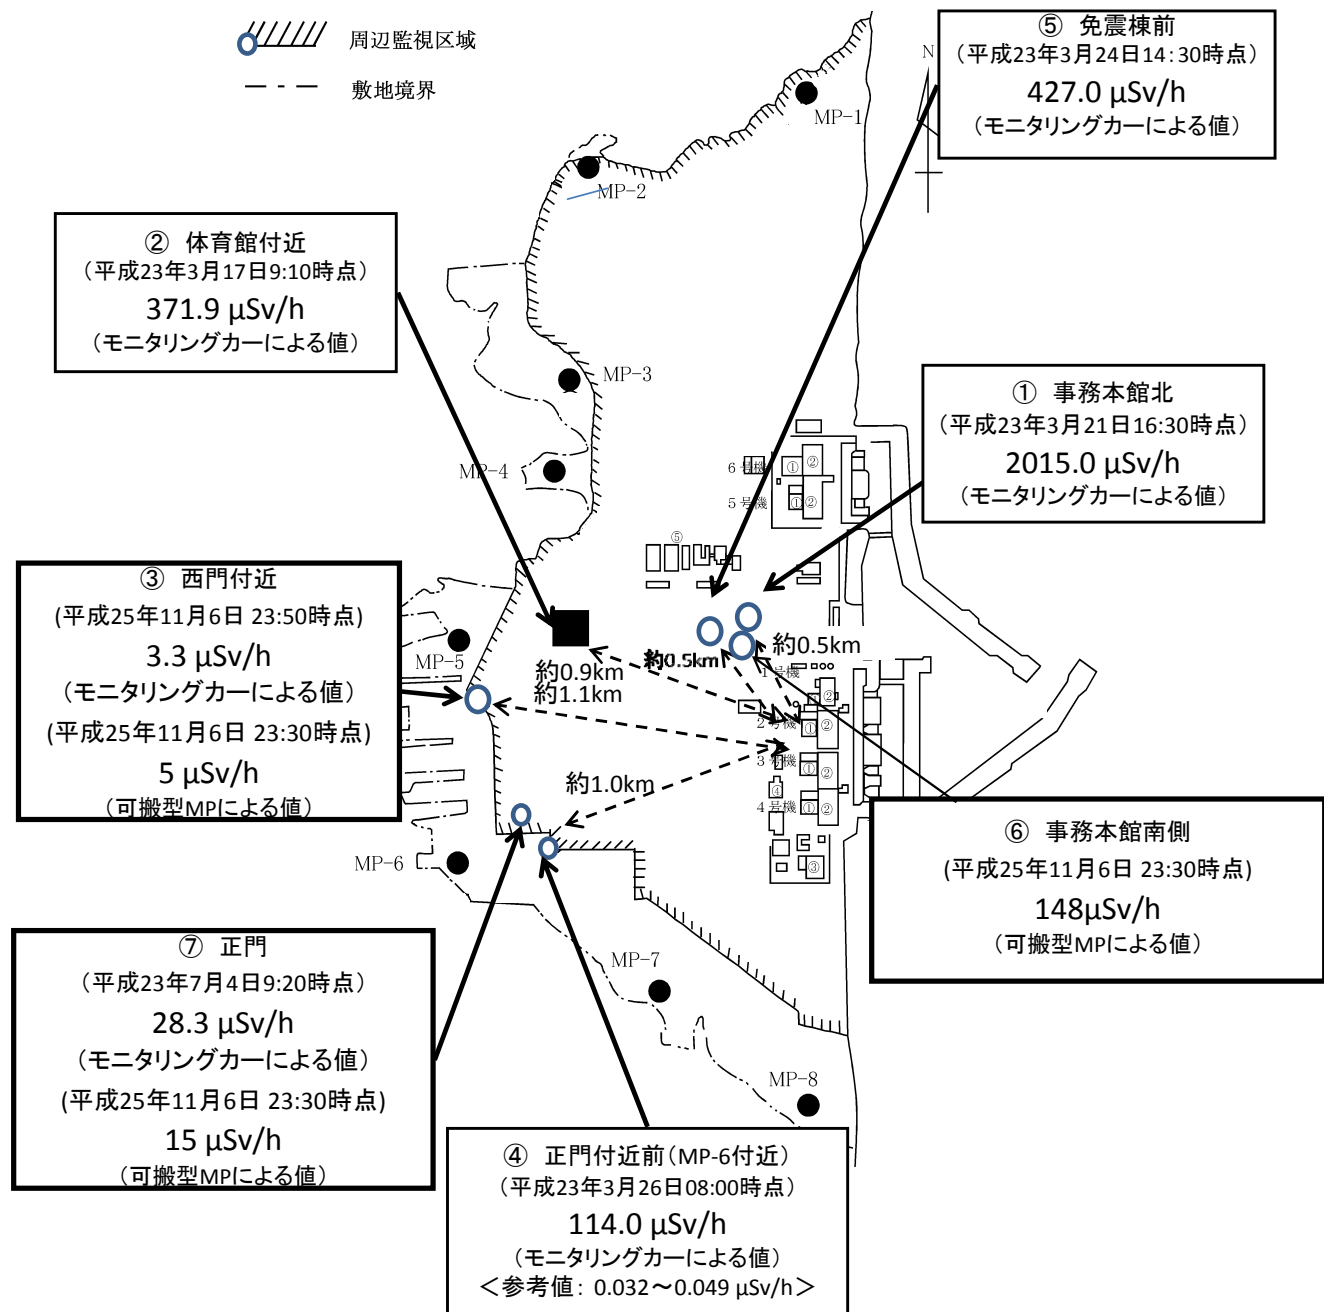 周辺監視区域
敷地境界
⑤ 免震棟前
(平成23年3月24日14:30時点)
427.0 μSv/h
(モニタリングカーによる値)
N
MP-1
MP-2
② 体育館付近
(平成23年3月17日9:10時点)
371.9 μSv/h
(モニタリングカーによる値)
MP-3
MP-4
① 事務本館北
(平成23年3月21日16:30時点)
2015.0 μSv/h
(モニタリングカーによる値)
6号機
①
②
5号機
①
②
⑤
③ 西門付近
(平成25年11月6日 23:50時点)
3.3 μSv/h
(モニタリングカーによる値)
(平成25年11月6日 23:30時点)
5 μSv/h
(可搬型MPによる値)
MP-5
約0.9km
約1.1km
約0.5km
約0.5km
1号機
②
2号機
①
②
3号機
①
②
④
4号機
①
②
③
約1.0km
MP-6
⑥ 事務本館南側
(平成25年11月6日 23:30時点)
148μSv/h
(可搬型MPによる値)
⑦ 正門
(平成23年7月4日9:20時点)
28.3 μSv/h
(モニタリングカーによる値)
(平成25年11月6日 23:30時点)
15 μSv/h
(可搬型MPによる値)
MP-7
MP-8
④ 正門付近前(MP-6付近)
(平成23年3月26日08:00時点)
114.0 μSv/h
(モニタリングカーによる値)
<参考値: 0.032~0.049 μSv/h>